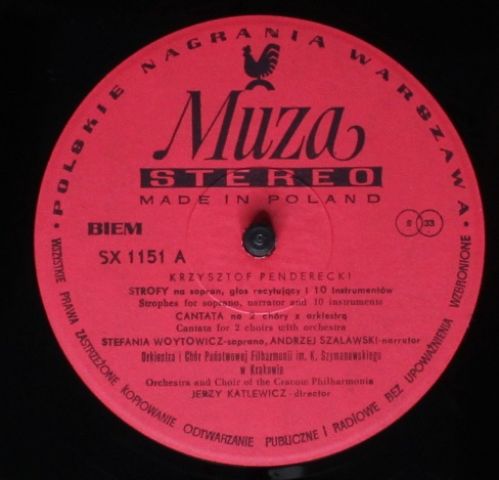 • POLSKIE NAGRANIA WARSZAWA •
Muza
STEREO
MADE IN POLAND
BIEM
S 33
SX 1151 A
KRZYSZTOF PENDERECKI
STROFY na sopran, głos recytujący i 10 instrumentów
Strophes for soprano, narrator and 10 instruments
CANTATA na 2 chóry z orkiestrą
Cantata for 2 choirs with orchestra
STEFANIA WOYTOWICZ-soprano, ANDRZEJ SZALAWSKI-narrator
Orkiestra i Chór Państwowej Filharmonii im. K. Szymanowskiego
w Krakowie
Orchestra and Choir of the Cracow Philharmonia
JERZY KATLEWICZ - director
WSZYSTKIE PRAWA ZASTRZEŻONE KOPIOWANIE ODTWARZANIE PUBLICZNE I RADIOWE BEZ UPOWAŻNIENIA WZBRONIONE